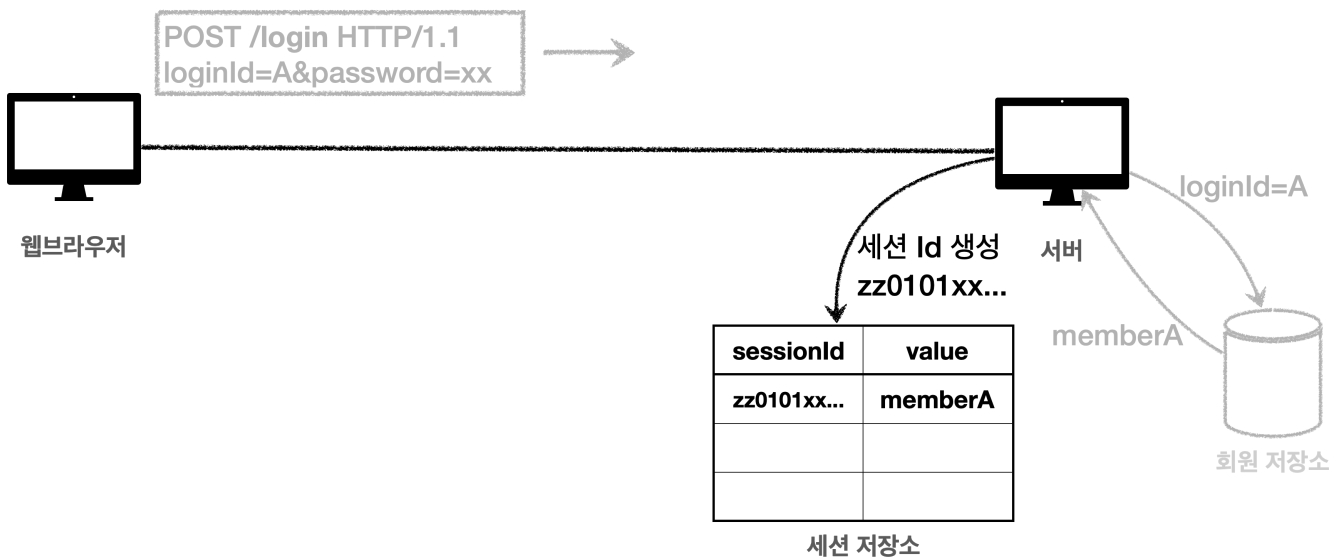 POST /login HTTP/1.1
loginId=A&password=xx
웹브라우저
서버
loginId=A
memberA
회원 저장소
세션 Id 생성
zz0101xx...
sessionId value
zz0101xx... memberA
세션 저장소